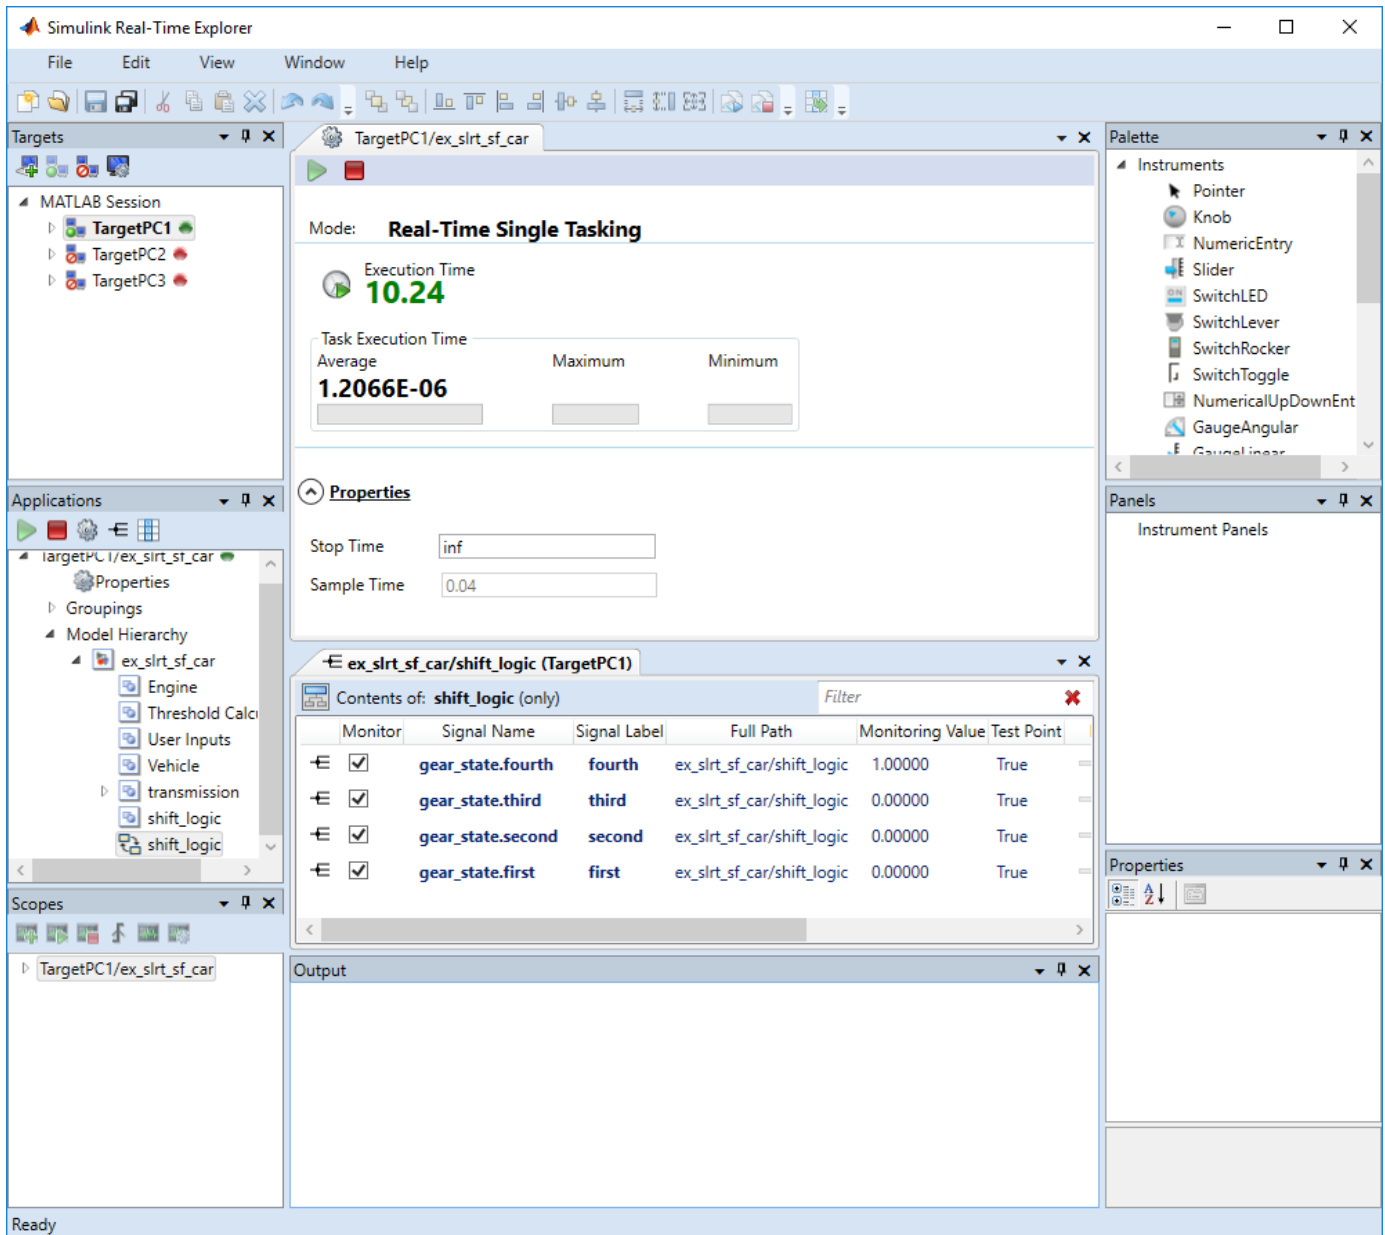 Simulink Real-Time Explorer
File Edit View Window Help
Targets
MATLAB Session
TargetPC1
TargetPC2
TargetPC3
Applications
TargetPC1/ex_slrt_sf_car
Properties
Groupings
Model Hierarchy
ex_slrt_sf_car
Engine
Threshold Calcu
User Inputs
Vehicle
transmission
shift_logic
shift_logic
Scopes
TargetPC1/ex_slrt_sf_car
TargetPC1/ex_slrt_sf_car
Mode: Real-Time Single Tasking
Execution Time
10.24
Task Execution Time
Average Maximum Minimum
1.2066E-06
Properties
Stop Time inf
Sample Time 0.04
ex_slrt_sf_car/shift_logic (TargetPC1)
Contents of: shift_logic (only) Filter
Monitor Signal Name Signal Label Full Path Monitoring Value Test Point
gear_state.fourth fourth ex_slrt_sf_car/shift_logic 1.00000 True
gear_state.third third ex_slrt_sf_car/shift_logic 0.00000 True
gear_state.second second ex_slrt_sf_car/shift_logic 0.00000 True
gear_state.first first ex_slrt_sf_car/shift_logic 0.00000 True
Output
Palette
Instruments
Pointer
Knob
NumericEntry
Slider
ON SwitchLED
SwitchLever
SwitchRocker
SwitchToggle
NumericalUpDownEnt
GaugeAngular
GaugeLinear
Panels
Instrument Panels
Properties
Ready